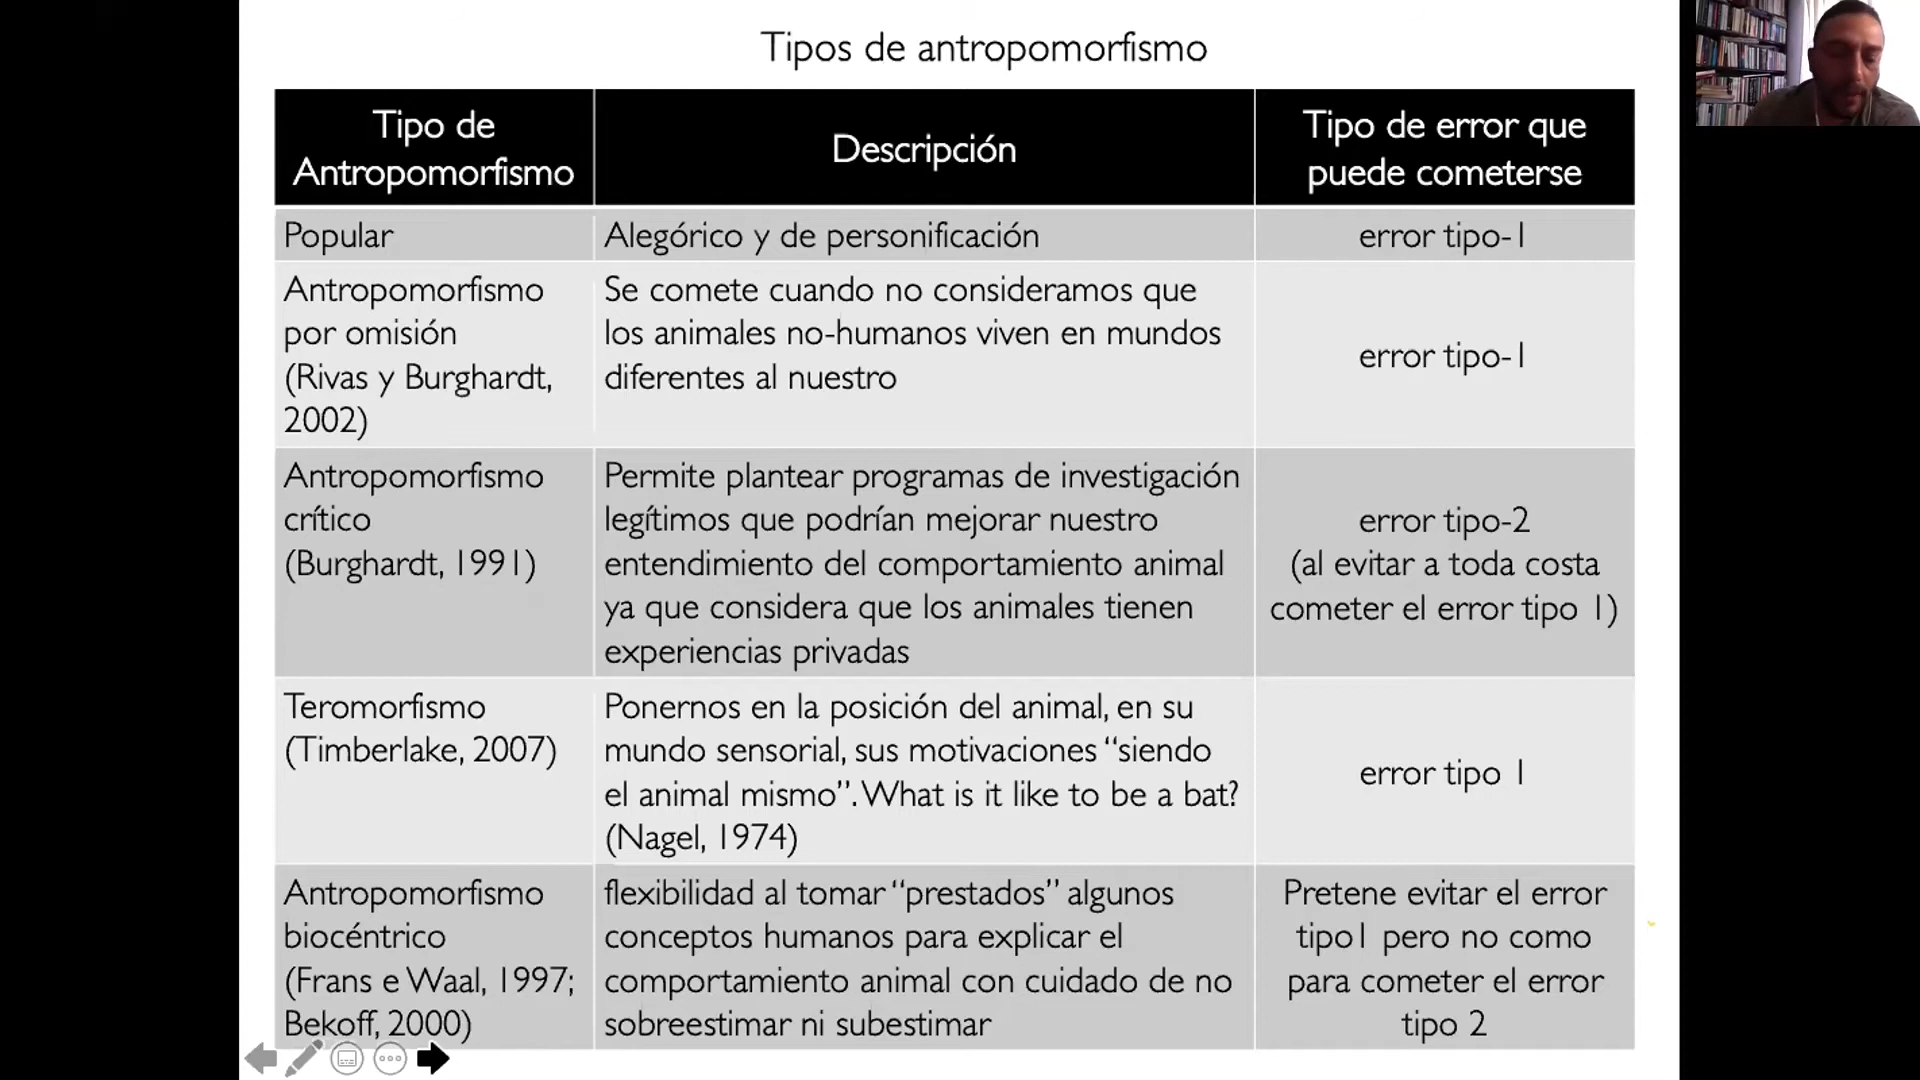 Tipos de antropomorfismo
Tipo de
Antropomorfismo
Descripción
Tipo de error que
puede cometerse
Popular
Alegórico y de personificación
error tipo-1
Antropomorfismo
por omisión
(Rivas y Burghardt,
2002)
Se comete cuando no consideramos que
los animales no-humanos viven en mundos
diferentes al nuestro
error tipo-1
Antropomorfismo
crítico
(Burghardt, 1991)
Permite plantear programas de investigación
legítimos que podrían mejorar nuestro
entendimiento del comportamiento animal
ya que considera que los animales tienen
experiencias privadas
error tipo-2
(al evitar a toda costa
cometer el error tipo 1)
Teromorfismo
(Timberlake, 2007)
Ponernos en la posición del animal, en su
mundo sensorial, sus motivaciones “siendo
el animal mismo”. What is it like to be a bat?
(Nagel, 1974)
error tipo 1
Antropomorfismo
biocéntrico
(Frans e Waal, 1997;
Bekoff, 2000)
flexibilidad al tomar “prestados” algunos
conceptos humanos para explicar el
comportamiento animal con cuidado de no
sobreestimar ni subestimar
Pretene evitar el error
tipo1 pero no como
para cometer el error
tipo 2